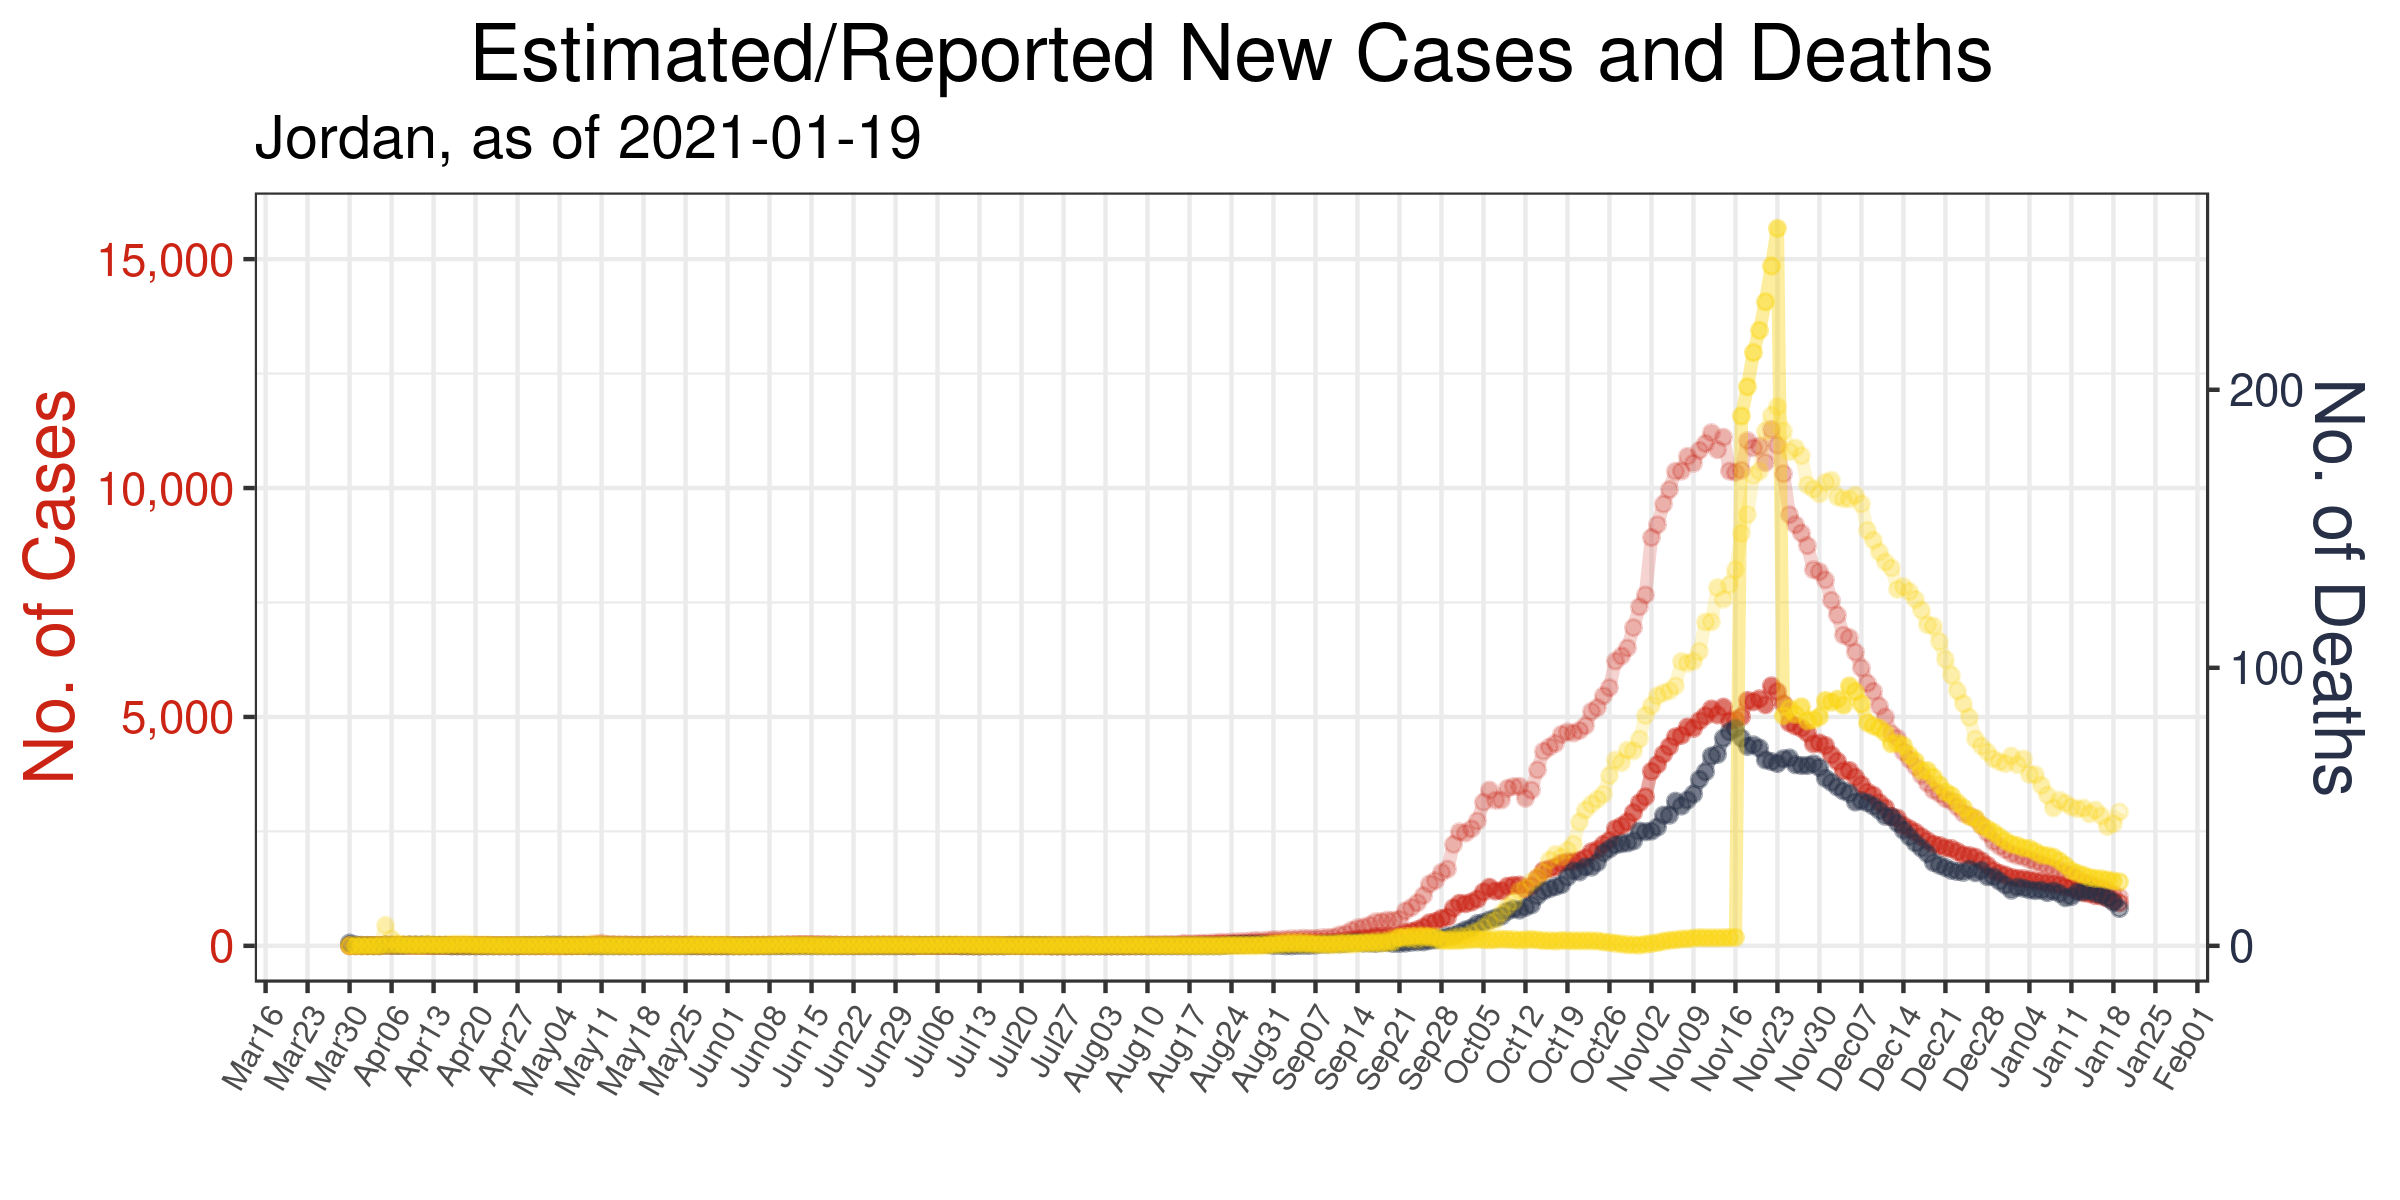 Estimated/Reported New Cases and Deaths
Jordan, as of 2021-01-19
No. of Cases
15,000
10,000
5,000
0
No. of Deaths
200
100
0
Mar16
Mar23
Mar30
Apr06
Apr13
Apr20
Apr27
May04
May11
May18
May25
Jun01
Jun08
Jun15
Jun22
Jun29
Jul06
Jul13
Jul20
Jul27
Aug03
Aug10
Aug17
Aug24
Aug31
Sep07
Sep14
Sep21
Sep28
Oct05
Oct12
Oct19
Oct26
Nov02
Nov09
Nov16
Nov23
Nov30
Dec07
Dec14
Dec21
Dec28
Jan04
Jan11
Jan18
Jan25
Feb01